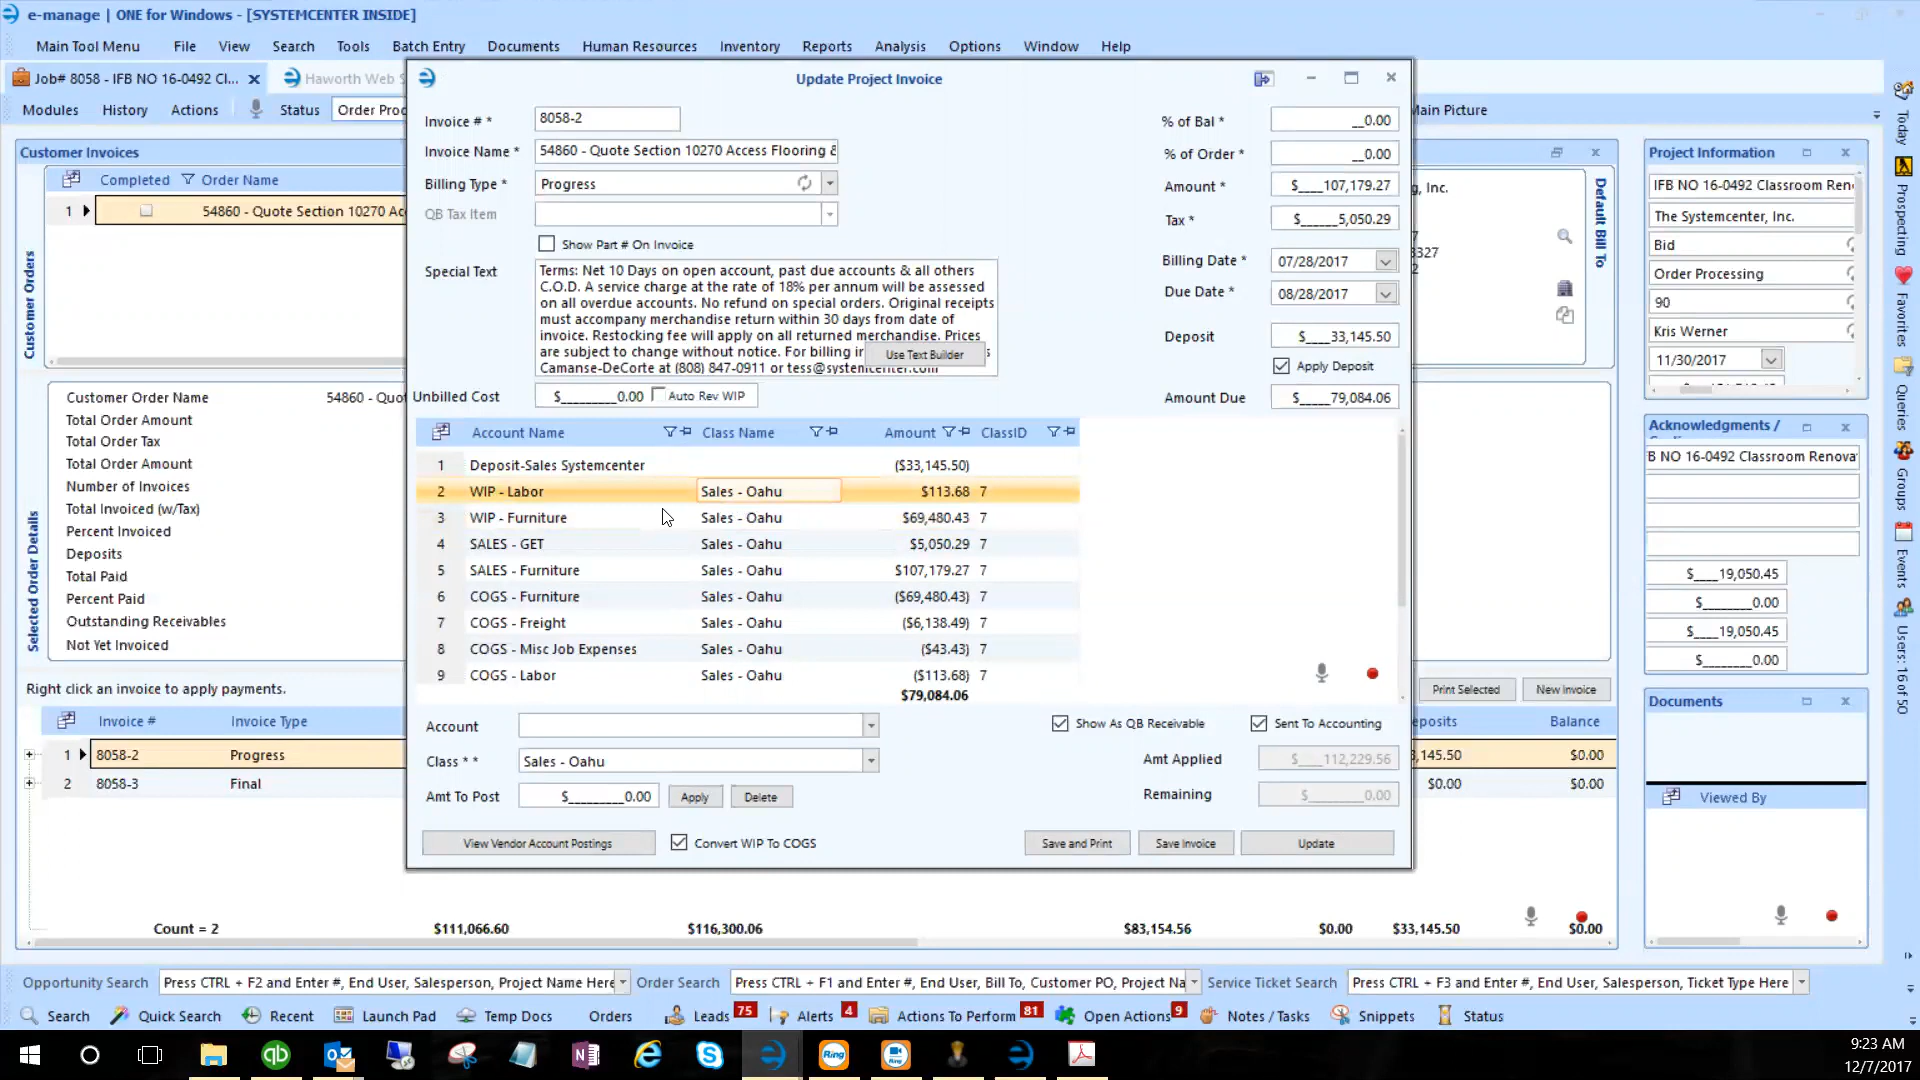 e-manage | ONE for Windows - [SYSTEMCENTER INSIDE]
Main Tool Menu File View Search Tools Batch Entry Documents Human Resources Inventory Reports Analysis Options Window Help
Job# 8058 - IFB NO 16-0492 Cl... Haworth Web S
Modules History Actions Status Order Proc Main Picture
Customer Invoices
Completed Order Name
1 54860 - Quote Section 10270 Ac
Customer Orders
Customer Order Name 54860 - Quo
Total Order Amount
Total Order Tax
Total Order Amount
Number of Invoices
Total Invoiced (w/Tax)
Percent Invoiced
Deposits
Total Paid
Percent Paid
Outstanding Receivables
Not Yet Invoiced
Selected Order Details
Right click an invoice to apply payments.
Invoice # Invoice Type
1 8058-2 Progress
2 8058-3 Final
Count = 2 $111,066.60 $116,300.06 $83,154.56 $0.00 $33,145.50 $0.00
Update Project Invoice
Invoice # * 8058-2
Invoice Name * 54860 - Quote Section 10270 Access Flooring &
Billing Type * Progress
QB Tax Item
Show Part # On Invoice
Special Text
Terms: Net 10 Days on open account, past due accounts & all others
C.O.D. A service charge at the rate of 18% per annum will be assessed
on all overdue accounts. No refund on special orders. Original receipts
must accompany merchandise return within 30 days from date of
invoice. Restocking fee will apply on all returned merchandise. Prices
are subject to change without notice. For billing in
Camanse-DeCorte at (808) 847-0911 or tess@systemcenter.com
Use Text Builder
Unbilled Cost $_________0.00 Auto Rev WIP
% of Bal * __0.00
% of Order * __0.00
Amount * $____107,179.27
Tax * $______5,050.29
Billing Date * 07/28/2017
Due Date * 08/28/2017
Deposit $____33,145.50
Apply Deposit
Amount Due $_____79,084.06
Account Name Class Name Amount ClassID
1 Deposit-Sales Systemcenter ($33,145.50)
2 WIP - Labor Sales - Oahu $113.68 7
3 WIP - Furniture Sales - Oahu $69,480.43 7
4 SALES - GET Sales - Oahu $5,050.29 7
5 SALES - Furniture Sales - Oahu $107,179.27 7
6 COGS - Furniture Sales - Oahu ($69,480.43) 7
7 COGS - Freight Sales - Oahu ($6,138.49) 7
8 COGS - Misc Job Expenses Sales - Oahu ($43.43) 7
9 COGS - Labor Sales - Oahu ($113.68) 7
$79,084.06
Account
Class * * Sales - Oahu
Amt To Post $_________0.00 Apply Delete
Show As QB Receivable Sent To Accounting
Amt Applied $____112,229.56
Remaining $________0.00
View Vendor Account Postings Convert WIP To COGS Save and Print Save Invoice Update
g, Inc.
3327
Default Bill To
Print Selected New Invoice
eposits Balance
3,145.50 $0.00
$0.00 $0.00
Project Information
IFB NO 16-0492 Classroom Ren
The Systemcenter, Inc.
Bid
Order Processing
90
Kris Werner
11/30/2017
Acknowledgments /
B NO 16-0492 Classroom Renova
$____19,050.45
$________0.00
$____19,050.45
$________0.00
Documents
Viewed By
Today
Prospecting
Favorites
Queries
Groups
Events
Users: 16 of 50
Opportunity Search Press CTRL + F2 and Enter #, End User, Salesperson, Project Name Here Order Search Press CTRL + F1 and Enter #, End User, Bill To, Customer PO, Project Na Service Ticket Search Press CTRL + F3 and Enter #, End User, Salesperson, Ticket Type Here
Search Quick Search Recent Launch Pad Temp Docs Orders Leads 75 Alerts 4 Actions To Perform 81 Open Actions 9 Notes / Tasks Snippets Status
Ring
9:23 AM
12/7/2017